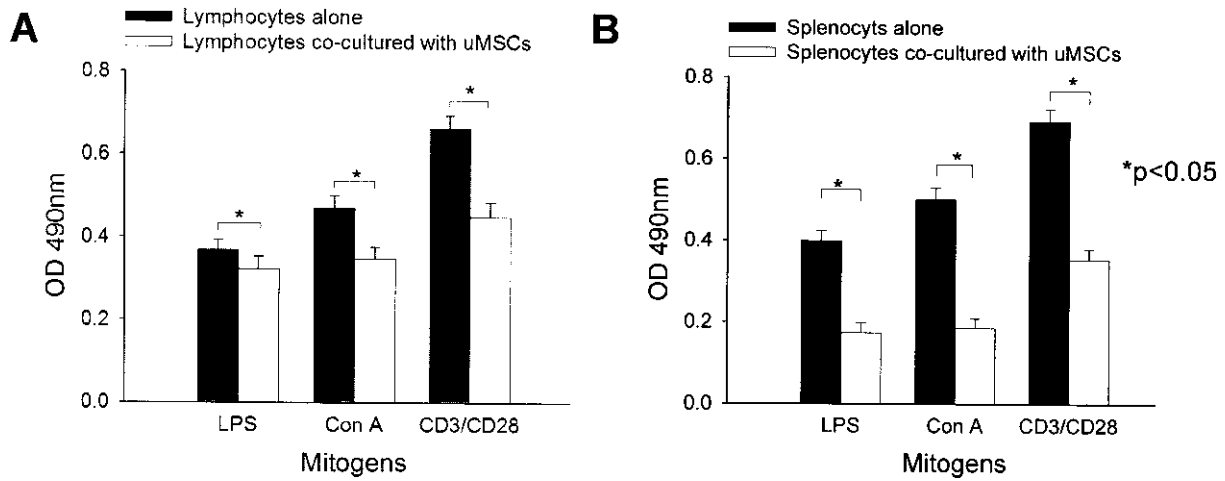 A
Lymphocytes alone
Lymphocytes co-cultured with uMSCs
0.8
0.6
0.4
0.2
0.0
OD 490nm
*
*
*
LPS Con A CD3/CD28
Mitogens
B
Splenocyts alone
Splenocytes co-cultured with uMSCs
0.8
0.6
0.4
0.2
0.0
OD 490nm
*
*
*
*p<0.05
LPS Con A CD3/CD28
Mitogens